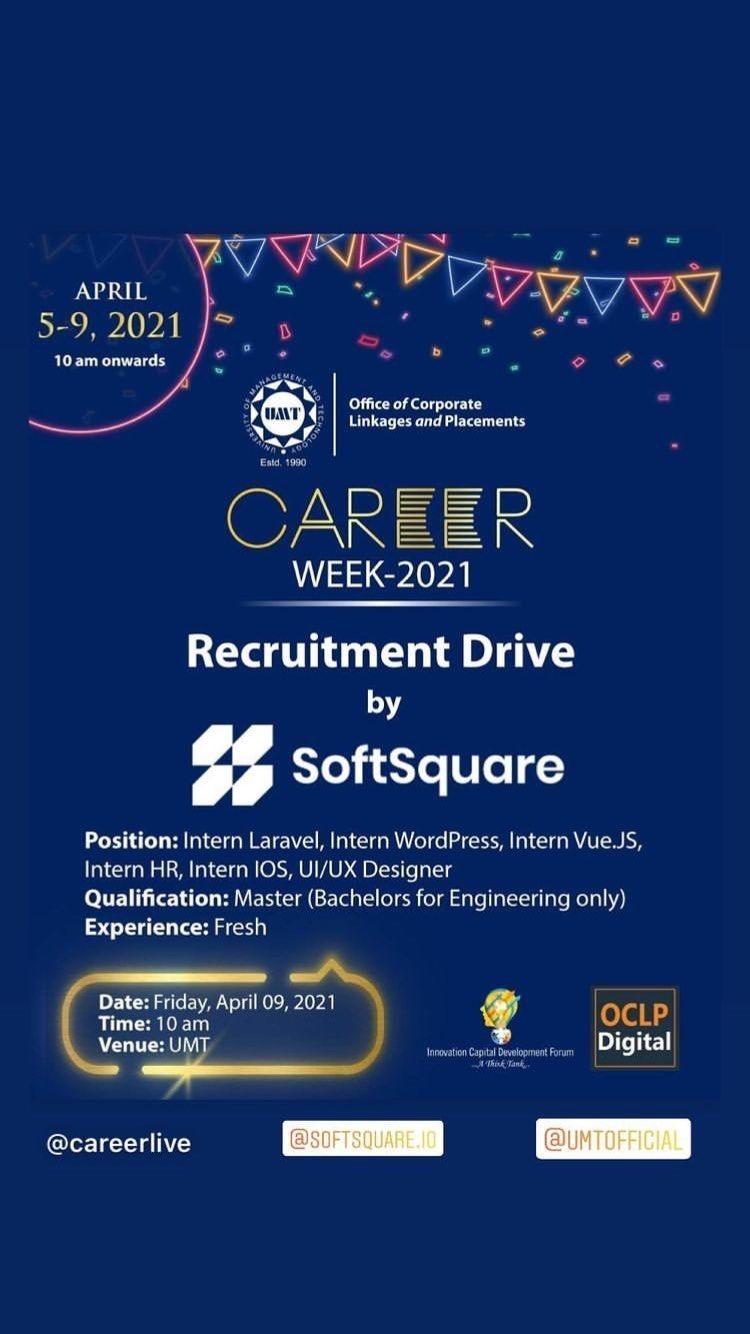 APRIL
5-9, 2021
10 am onwards
UNIVERSITY OF MANAGEMENT AND TECHNOLOGY
UMT
Estd. 1990
Office of Corporate
Linkages and Placements
CAREER
WEEK-2021
Recruitment Drive
by
SoftSquare
Position: Intern Laravel, Intern WordPress, Intern Vue.JS,
Intern HR, Intern IOS, UI/UX Designer
Qualification: Master (Bachelors for Engineering only)
Experience: Fresh
Date: Friday, April 09, 2021
Time: 10 am
Venue: UMT
Innovation Capital Development Forum
...A Think Tank...
OCLP
Digital
@careerlive
@SOFTSQUARE.IO
@UMTOFFICIAL